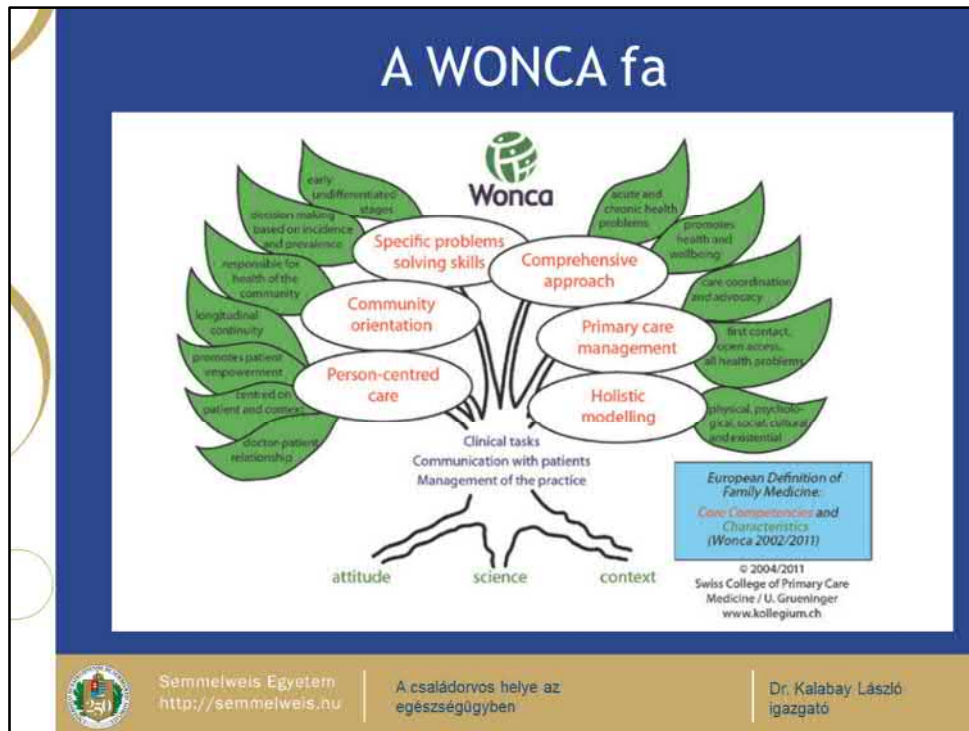 A WONCA fa
Wonca
early
undifferentiated
stages
decision making
based on incidence
and prevalence
responsible for
health of the
community
longitudinal
continuity
promotes patient
empowerment
centred on
patient and context
doctor-patient
relationship
Specific problems
solving skills
Community
orientation
Person-centred
care
Comprehensive
approach
Primary care
management
Holistic
modelling
acute and
chronic health
problems
promotes
health and
wellbeing
care coordination
and advocacy
first contact,
open access,
all health problems
physical, psycholo-
gical, social, cultural
and existential
Clinical tasks
Communication with patients
Management of the practice
attitude
science
context
European Definition of
Family Medicine:
Core Competencies and
Characteristics
(Wonca 2002/2011)
© 2004/2011
Swiss College of Primary Care
Medicine / U. Grueninger
www.kollegium.ch
250
Semmelweis Egyetem
http://semmelweis.hu
A családorvos helye az
egészségügyben
Dr. Kalabay László
igazgató